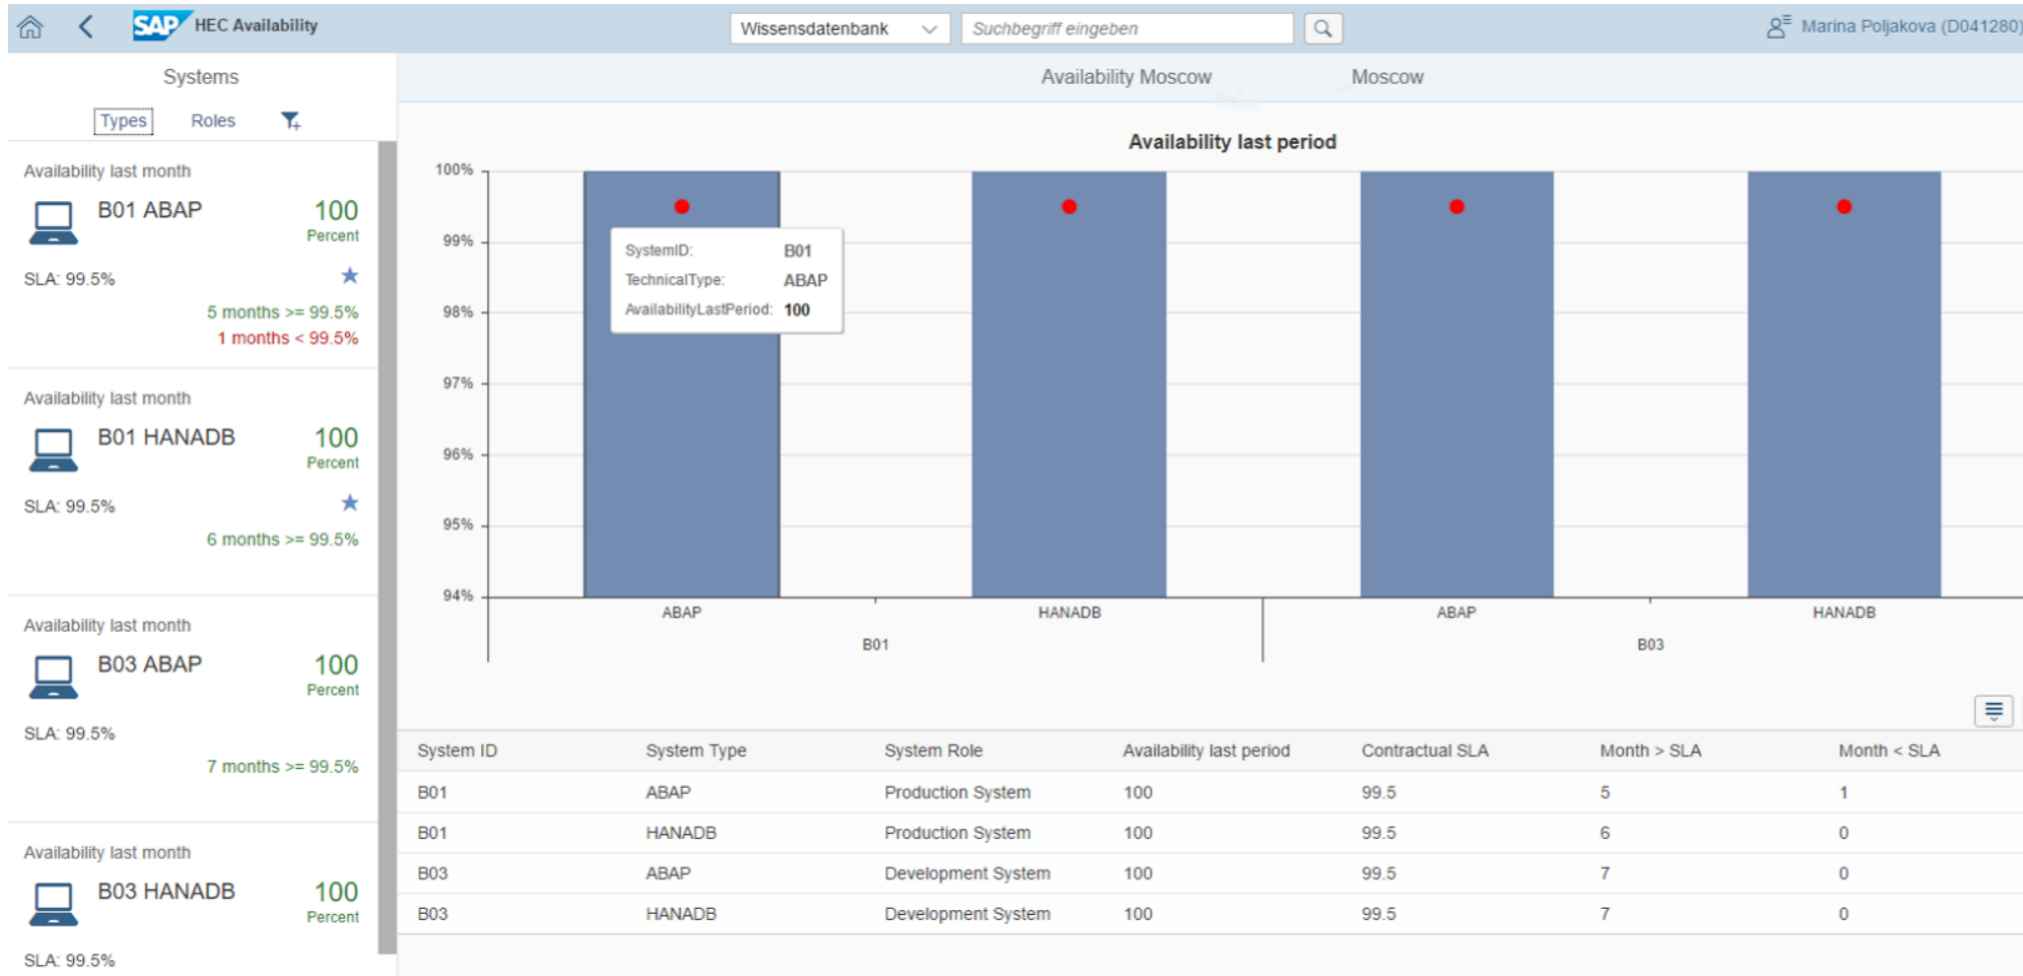 SAP HEC Availability
Wissensdatenbank
Suchbegriff eingeben
Marina Poljakova (D041280)
Systems
Types Roles
Availability last month
B01 ABAP 100
Percent
SLA: 99.5%
5 months >= 99.5%
1 months < 99.5%
Availability last month
B01 HANADB 100
Percent
SLA: 99.5%
6 months >= 99.5%
Availability last month
B03 ABAP 100
Percent
SLA: 99.5%
7 months >= 99.5%
Availability last month
B03 HANADB 100
Percent
SLA: 99.5%
Availability Moscow Moscow
Availability last period
100%
99%
98%
97%
96%
95%
94%
SystemID: B01
TechnicalType: ABAP
AvailabilityLastPeriod: 100
ABAP HANADB ABAP HANADB
B01 B03
System ID System Type System Role Availability last period Contractual SLA Month > SLA Month < SLA
B01 ABAP Production System 100 99.5 5 1
B01 HANADB Production System 100 99.5 6 0
B03 ABAP Development System 100 99.5 7 0
B03 HANADB Development System 100 99.5 7 0